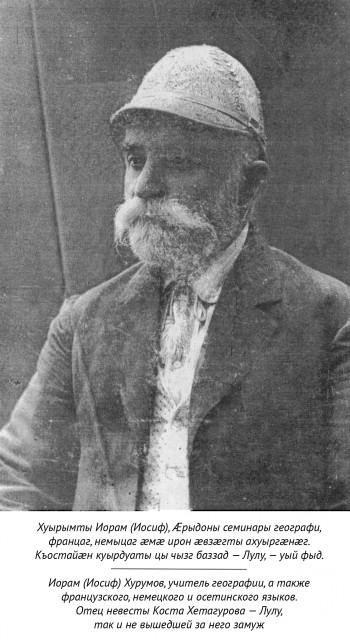 Хуырымты Иорам (Иосиф), Ӕрыдоны семинары географи,
францаг, немыцаг ӕмӕ ирон ӕвзӕгты ахуыргӕнӕг.
Къостайӕн куырдуаты цы чызг баззад — Лулу, — уый фыд.
Иорам (Иосиф) Хурумов, учитель географии, а также
французского, немецкого и осетинского языков.
Отец невесты Коста Хетагурова — Лулу,
так и не вышедшей за него замуж